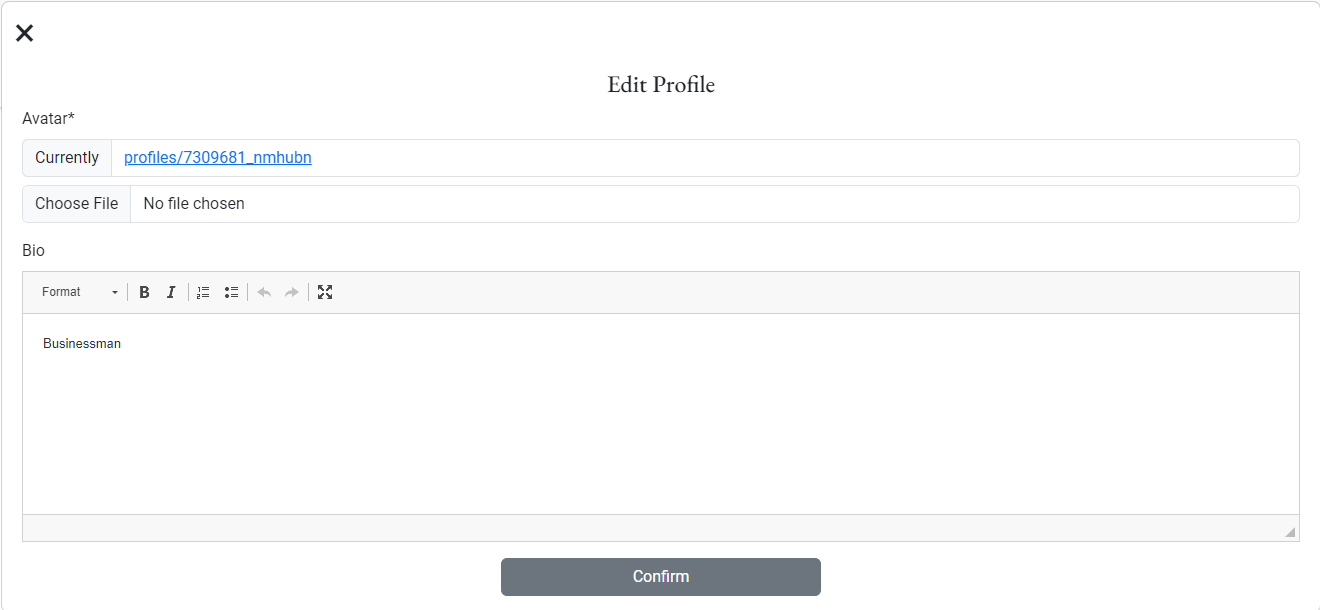 Edit Profile
Avatar*
Currently profiles/7309681_nmhubn
Choose File No file chosen
Bio
Format B I
Businessman
Confirm